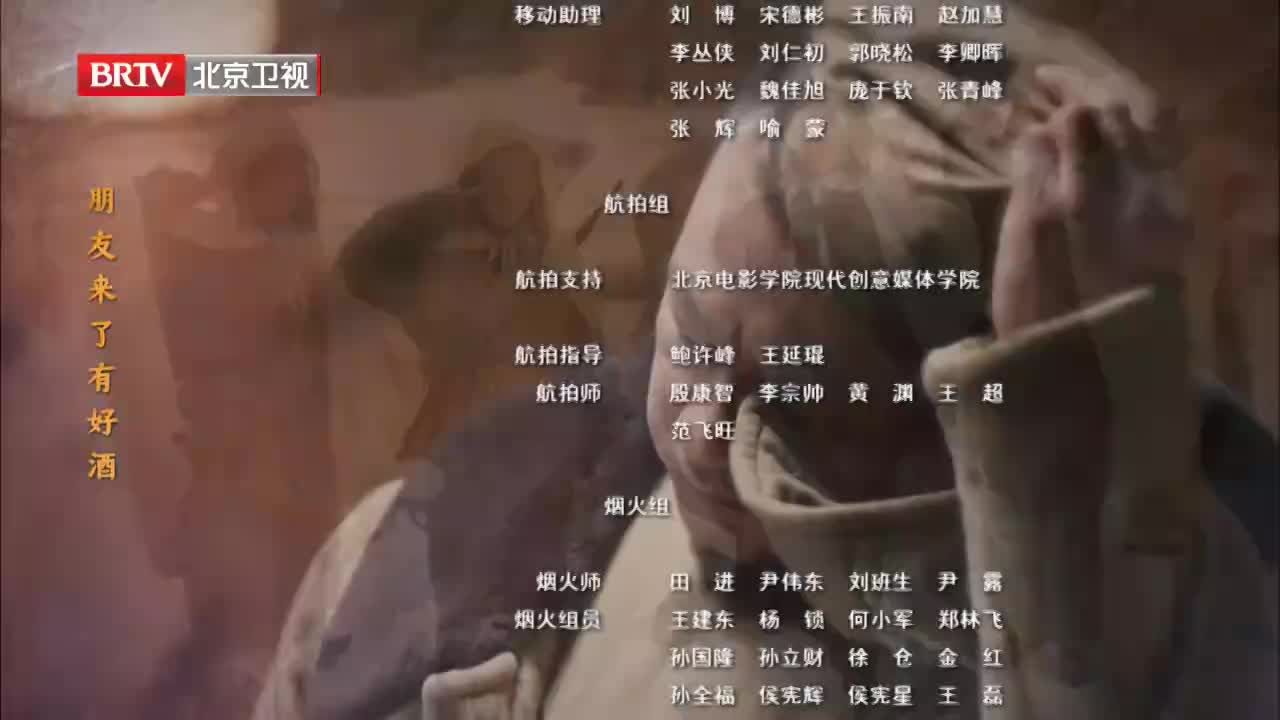 移动助理 刘 博 宋德彬 王振南 赵加慧
李丛侠 刘仁初 郭晓松 李卿晖
张小光 魏佳旭 庞于钦 张青峰
张 辉 喻 蒙
BRTV 北京卫视
朋友来了有好酒
航拍组
航拍支持 北京电影学院现代创意媒体学院
航拍指导 鲍许峰 王延琨
航拍师 殷康智 李宗帅 黄 渊 王 超
范飞旺
烟火组
烟火师 田 进 尹伟东 刘班生 尹 露
烟火组员 王建东 杨 锁 何小军 郑林飞
孙国隆 孙立财 徐 仓 金 红
孙全福 侯宪辉 侯宪星 王 磊